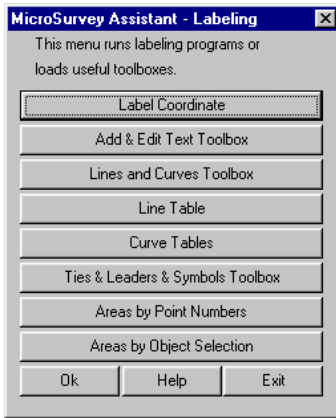 MicroSurvey Assistant - Labeling
This menu runs labeling programs or
loads useful toolboxes.
Label Coordinate
Add & Edit Text Toolbox
Lines and Curves Toolbox
Line Table
Curve Tables
Ties & Leaders & Symbols Toolbox
Areas by Point Numbers
Areas by Object Selection
Ok Help Exit